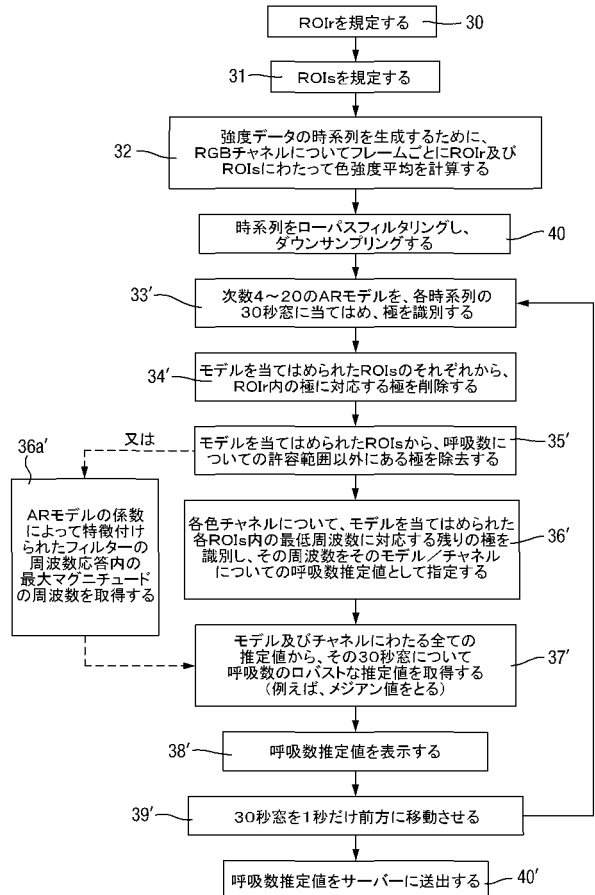 ROIrを規定する
30
31
ROIsを規定する
32
強度データの時系列を生成するために、
RGBチャネルについてフレームごとにROIr及び
ROIsにわたって色強度平均を計算する
時系列をローパスフィルタリングし、
ダウンサンプリングする
40
33′
次数4~20のARモデルを、各時系列の
30秒窓に当てはめ、極を識別する
34′
モデルを当てはめられたROIsのそれぞれから、
ROIr内の極に対応する極を削除する
又は
モデルを当てはめられたROIsから、呼吸数に
ついての許容範囲以外にある極を除去する
35′
36a′
ARモデルの係数
によって特徴付け
られたフィルターの
周波数応答内の
最大マグニチュード
の周波数を取得する
各色チャネルについて、モデルを当てはめられた
各ROIs内の最低周波数に対応する残りの極を
識別し、その周波数をそのモデル/チャネル
についての呼吸数推定値として指定する
36′
モデル及びチャネルにわたる全ての
推定値から、その30秒窓について
呼吸数のロバストな推定値を取得する
(例えば、メジアン値をとる)
37′
38′
呼吸数推定値を表示する
39′
30秒窓を1秒だけ前方に移動させる
呼吸数推定値をサーバーに送出する
40′